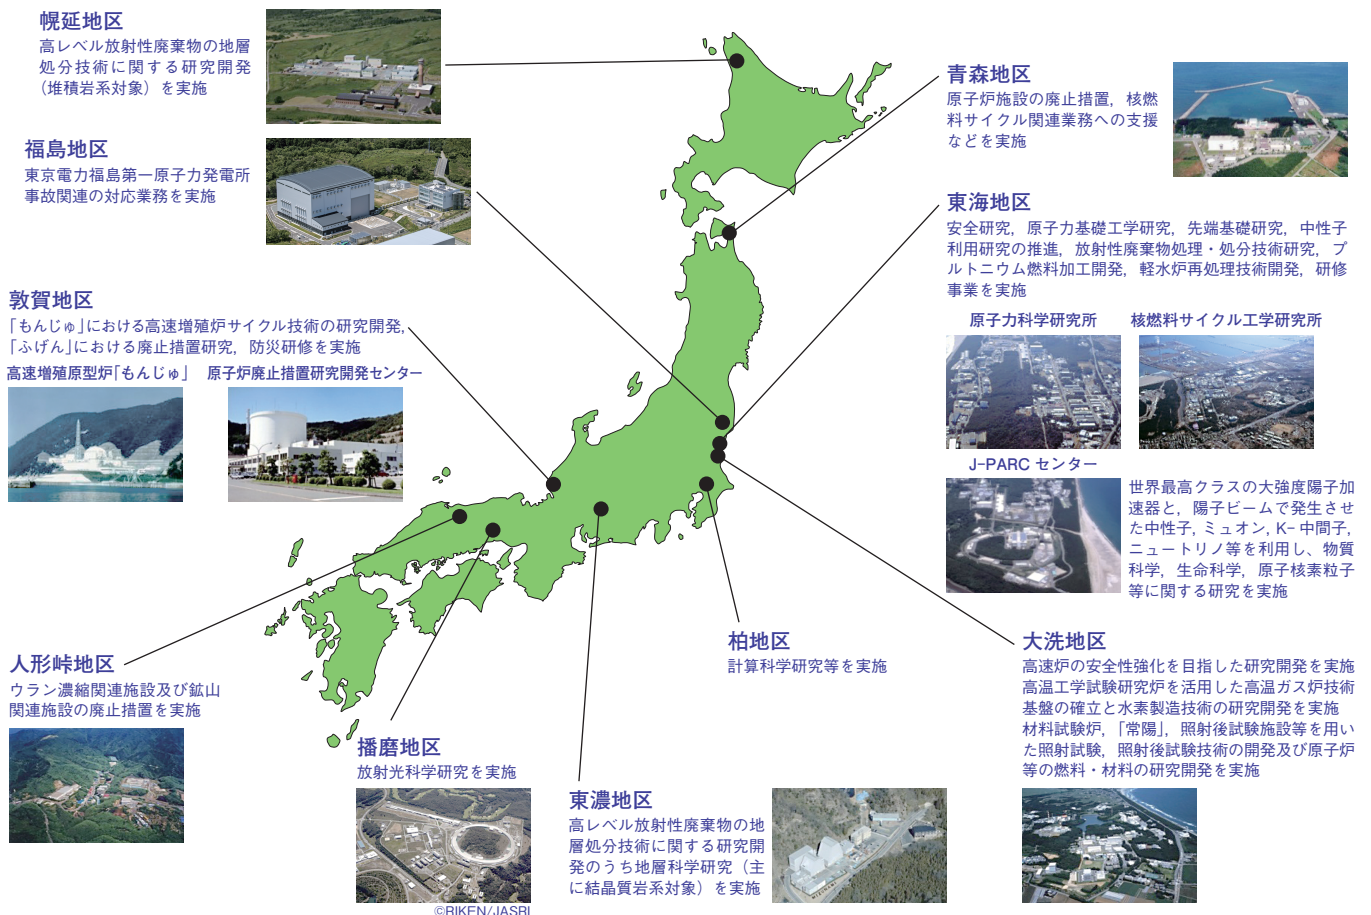 幌延地区
高レベル放射性廃棄物の地層
処分技術に関する研究開発
（堆積岩系対象）を実施
福島地区
東京電力福島第一原子力発電所
事故関連の対応業務を実施
敦賀地区
「もんじゅ」における高速増殖炉サイクル技術の研究開発，
「ふげん」における廃止措置研究，防災研修を実施
高速増殖原型炉「もんじゅ」
原子炉廃止措置研究開発センター
青森地区
原子炉施設の廃止措置，核燃
料サイクル関連業務への支援
などを実施
東海地区
安全研究，原子力基礎工学研究，先端基礎研究，中性子
利用研究の推進，放射性廃棄物処理・処分技術研究，プ
ルトニウム燃料加工開発，軽水炉再処理技術開発，研修
事業を実施
原子力科学研究所
核燃料サイクル工学研究所
J-PARC センター
世界最高クラスの大強度陽子加
速器と，陽子ビームで発生させ
た中性子，ミュオン，K− 中間子，
ニュートリノ等を利用し、物質
科学，生命科学，原子核素粒子
等に関する研究を実施
人形峠地区
ウラン濃縮関連施設及び鉱山
関連施設の廃止措置を実施
播磨地区
放射光科学研究を実施
©RIKEN/JASRI
東濃地区
高レベル放射性廃棄物の地
層処分技術に関する研究開
発のうち地層科学研究（主
に結晶質岩系対象）を実施
柏地区
計算科学研究等を実施
大洗地区
高速炉の安全性強化を目指した研究開発を実施
高温工学試験研究炉を活用した高温ガス炉技術
基盤の確立と水素製造技術の研究開発を実施
材料試験炉，「常陽」，照射後試験施設等を用い
た照射試験，照射後試験技術の開発及び原子炉
等の燃料・材料の研究開発を実施